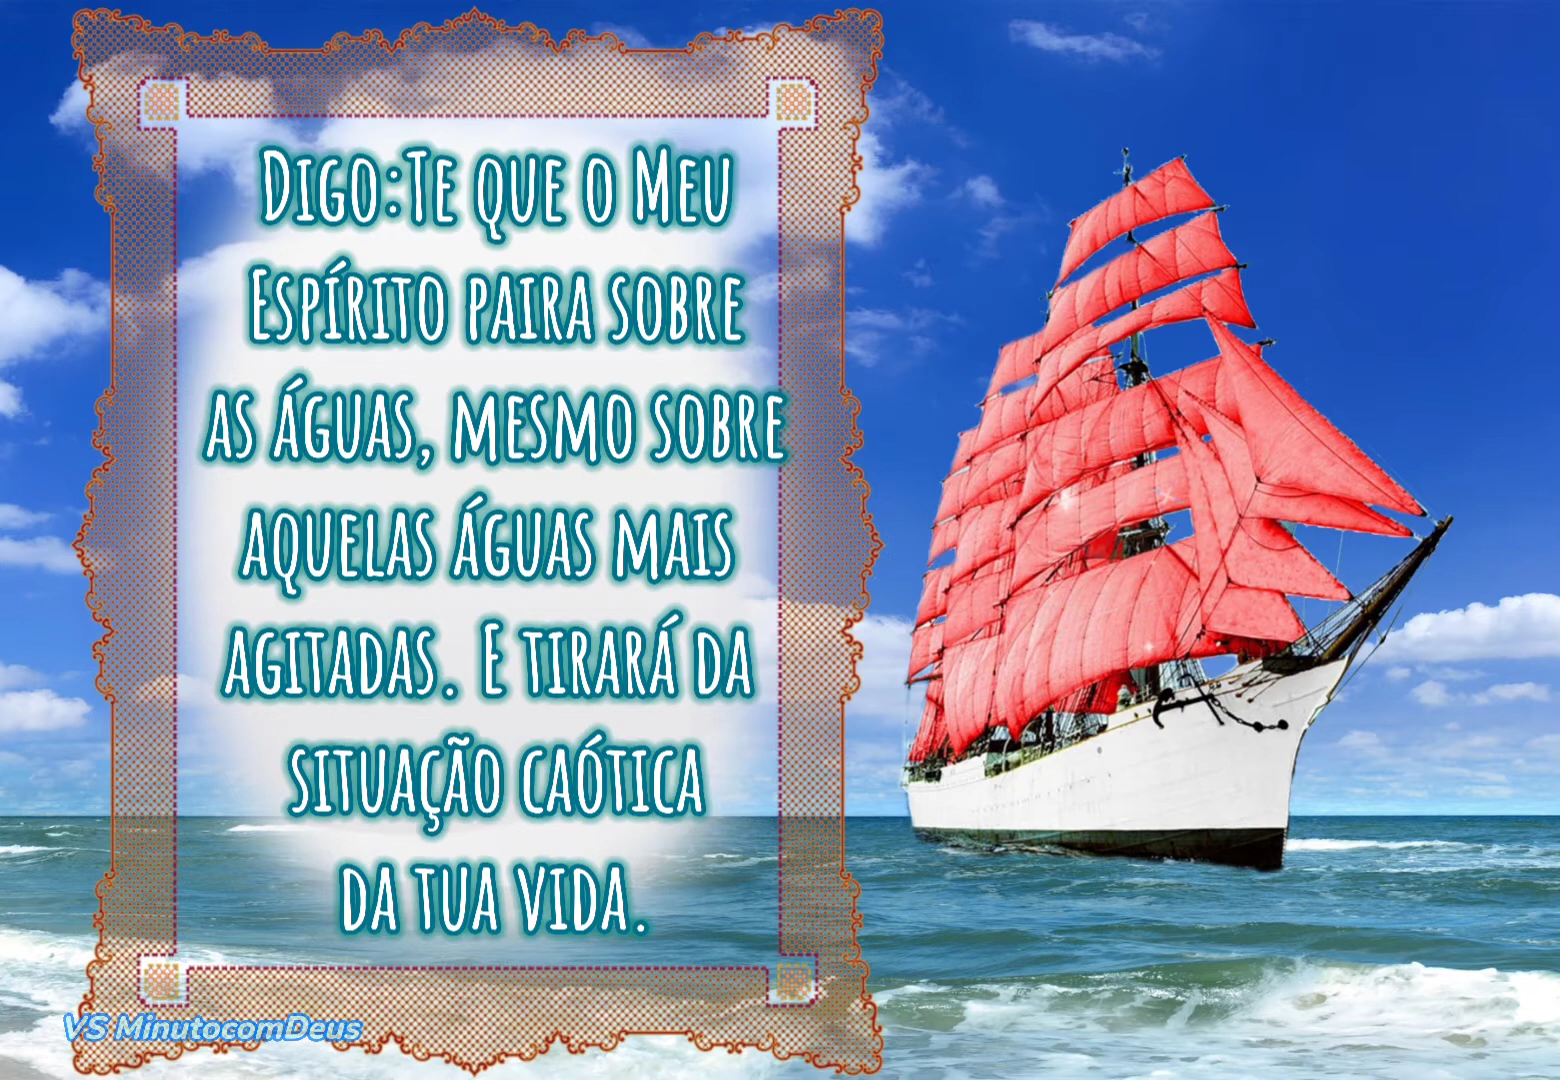 Digo:Te que o Meu
Espírito paira sobre
as águas, mesmo sobre
aquelas águas mais
agitadas. E tirará da
situação caótica
da tua vida.
VS MinutocomDeus